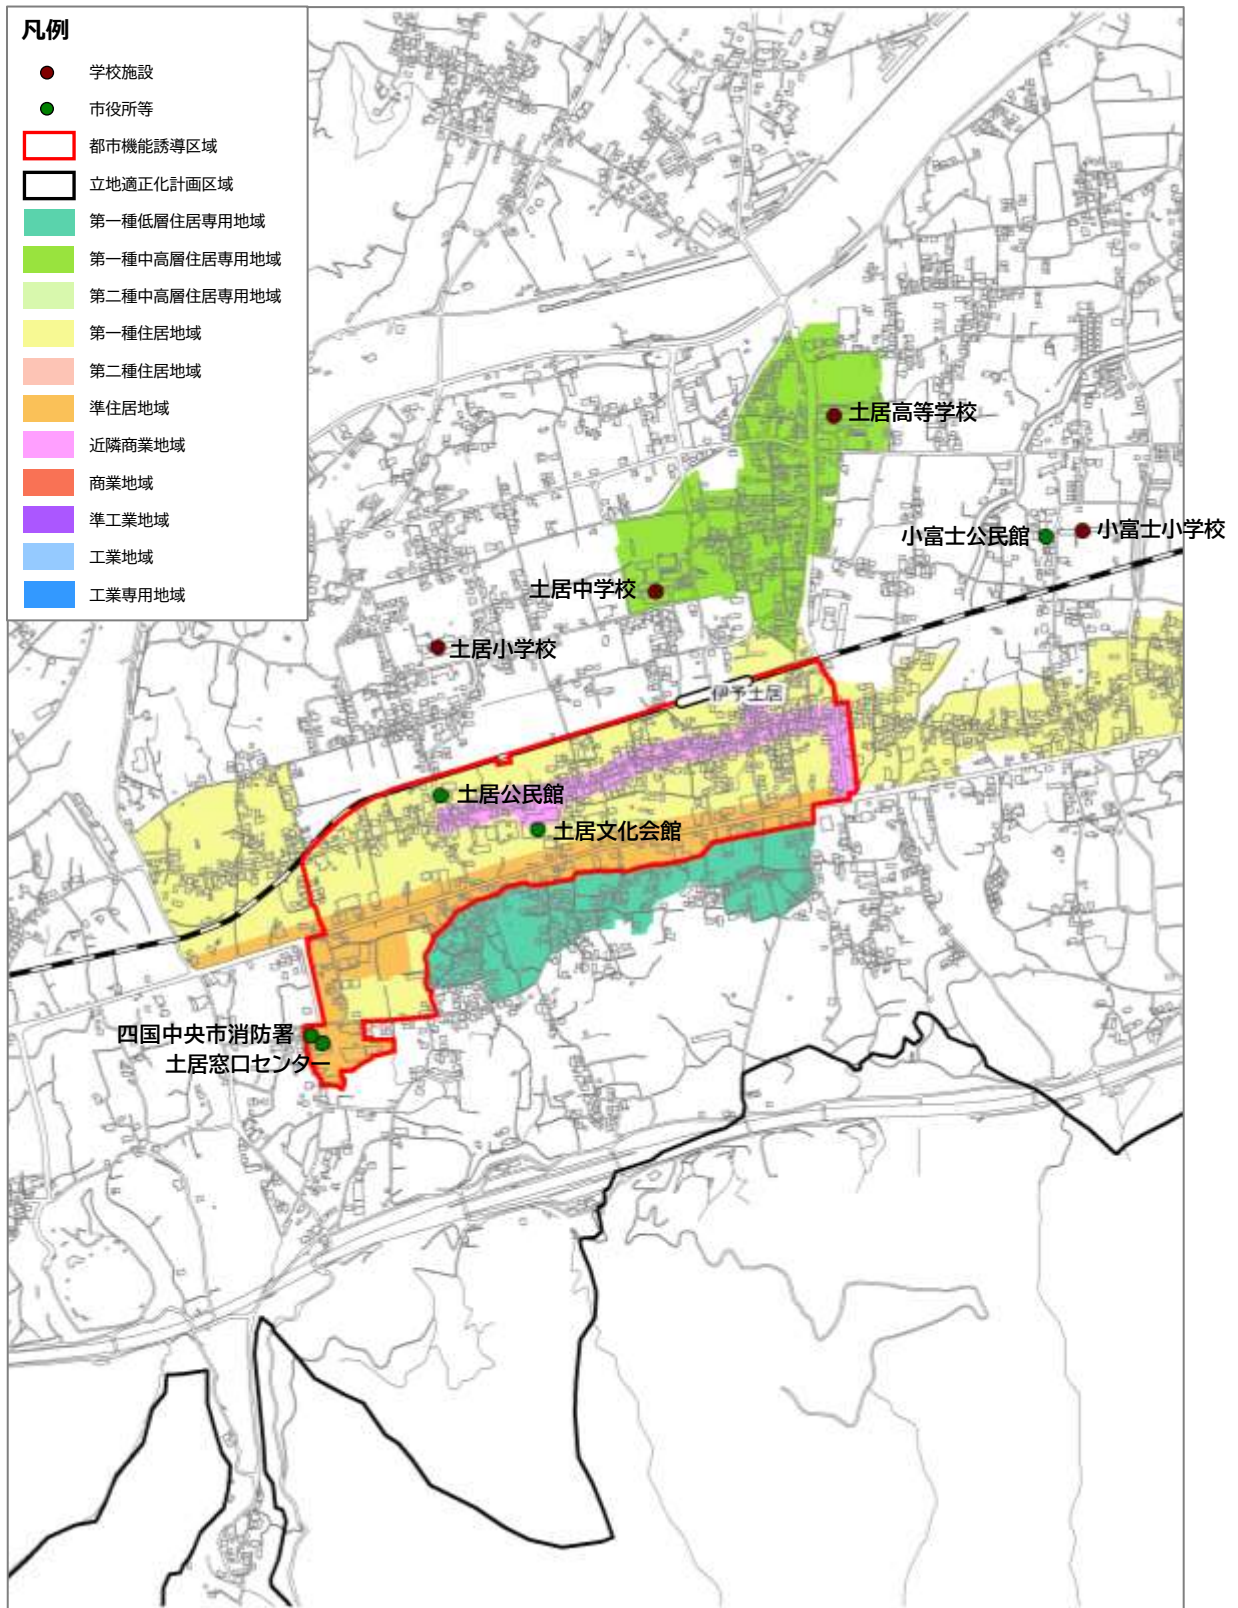 凡例
学校施設
市役所等
都市機能誘導区域
立地適正化計画区域
第一種低層住居専用地域
第一種中高層住居専用地域
第二種中高層住居専用地域
第一種住居地域
第二種住居地域
準住居地域
近隣商業地域
商業地域
準工業地域
工業地域
工業専用地域
土居高等学校
小富士公民館
小富士小学校
土居中学校
土居小学校
伊予土居
土居公民館
土居文化会館
四国中央市消防署
土居窓口センター